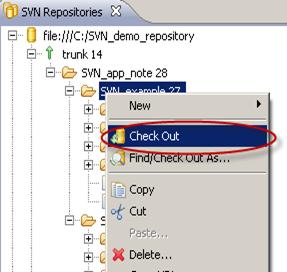 SVN Repositories
file:///C:/SVN_demo_repository
trunk 14
SVN_app_note 28
SVN_example 27
New
Check Out
Find/Check Out As...
Copy
Cut
Paste...
Delete...